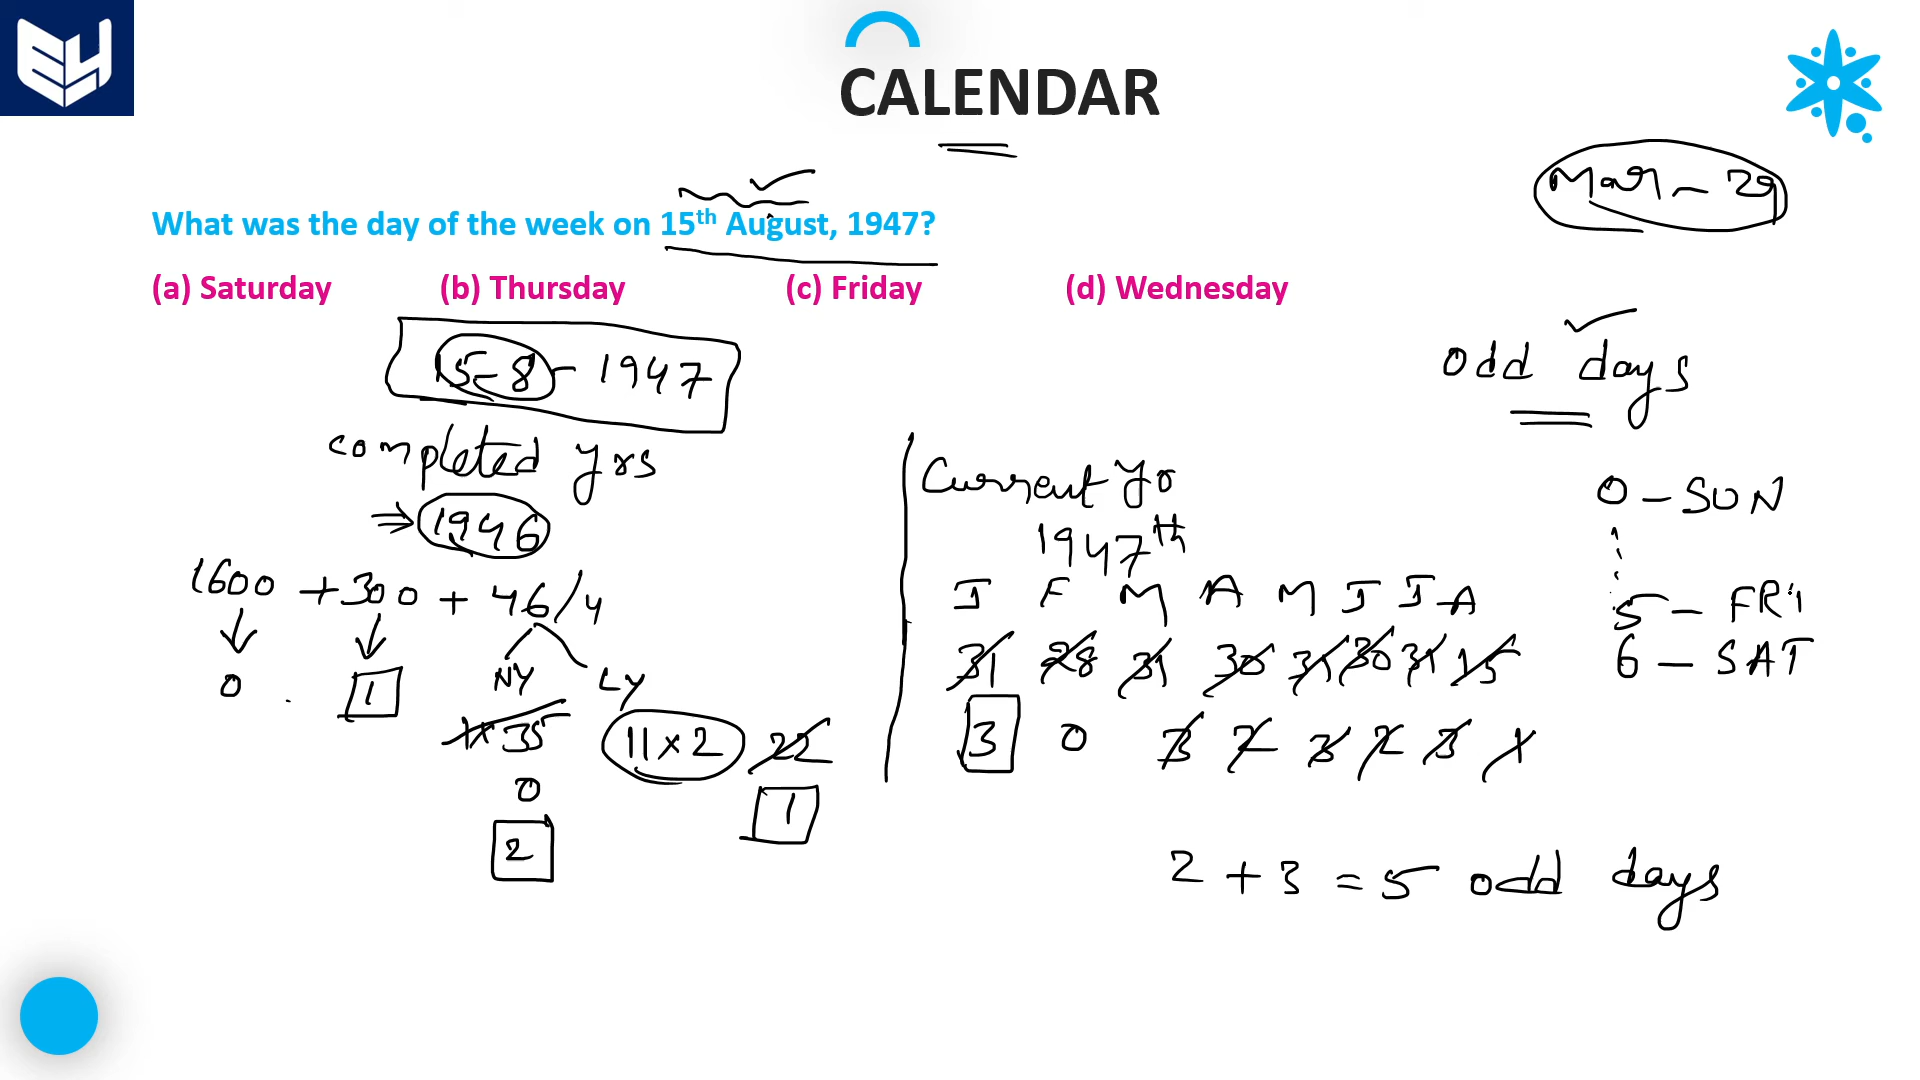 CALENDAR
Mar - 29
What was the day of the week on 15th August, 1947?
(a) Saturday (b) Thursday (c) Friday (d) Wednesday
15-8-1947
odd days
completed yrs
⇒ 1946
1600 + 300 + 46/4
0 1 NY LY
1x35 11x2 22
0 1
2
Current Yr
1947th
J F M A M J J A
31 28 31 30 31 30 31 15
3 0 3 2 3 2 3 1
0 - SUN
5 - FRI
6 - SAT
2 + 3 = 5 odd days